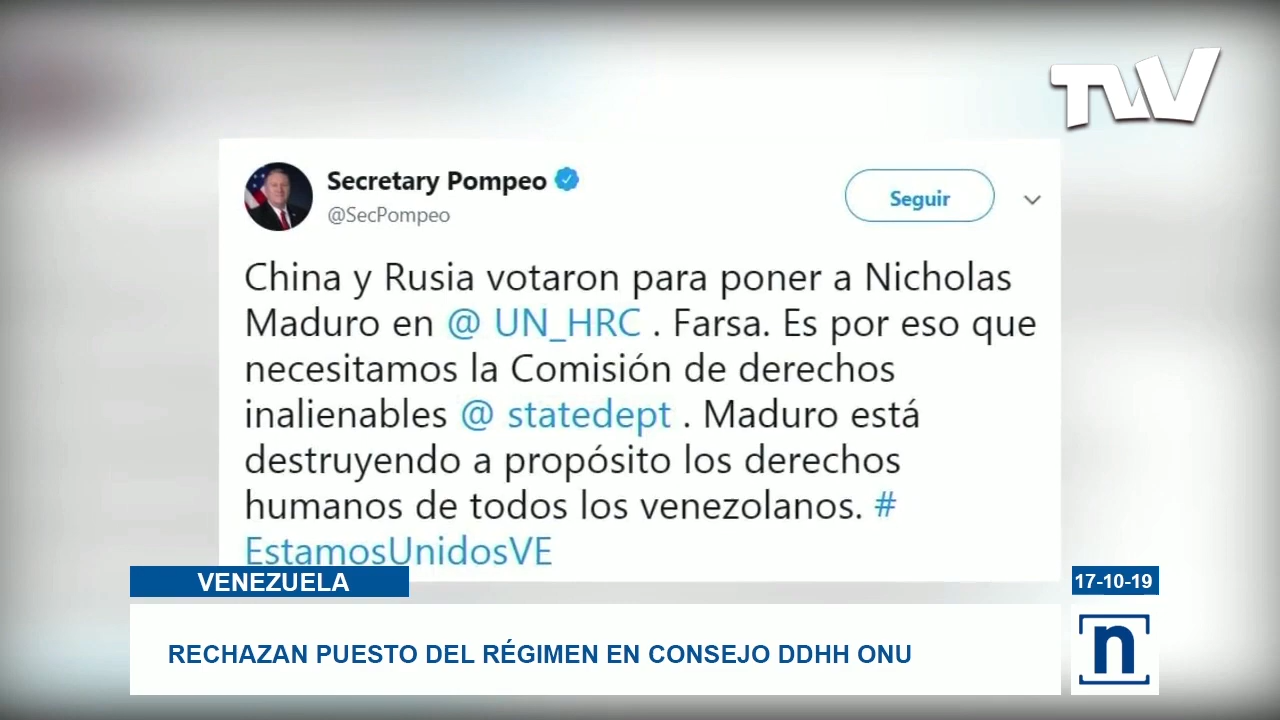 TVV
Secretary Pompeo
@SecPompeo
Seguir
China y Rusia votaron para poner a Nicholas
Maduro en @ UN_HRC . Farsa. Es por eso que
necesitamos la Comisión de derechos
inalienables @ statedept . Maduro está
destruyendo a propósito los derechos
humanos de todos los venezolanos. #
EstamosUnidosVE
VENEZUELA
17-10-19
RECHAZAN PUESTO DEL RÉGIMEN EN CONSEJO DDHH ONU
n